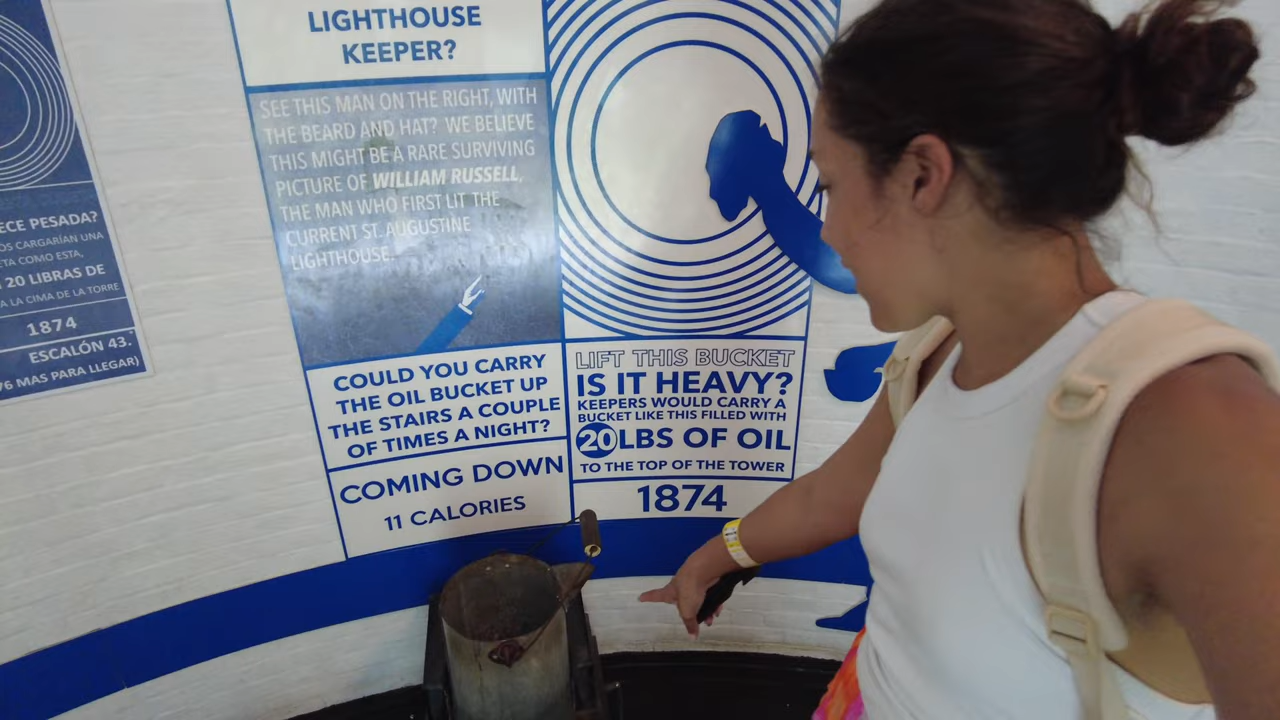 ECE PESADA?
OS CARGARÍAN UNA
ETA COMO ESTA,
20 LIBRAS DE
A LA CIMA DE LA TORRE
1874
ESCALÓN 43.
76 MAS PARA LLEGAR)
LIGHTHOUSE
KEEPER?
SEE THIS MAN ON THE RIGHT, WITH
THE BEARD AND HAT? WE BELIEVE
THIS MIGHT BE A RARE SURVIVING
PICTURE OF WILLIAM RUSSELL,
THE MAN WHO FIRST LIT THE
CURRENT ST. AUGUSTINE
LIGHTHOUSE.
COULD YOU CARRY
THE OIL BUCKET UP
THE STAIRS A COUPLE
OF TIMES A NIGHT?
COMING DOWN
11 CALORIES
LIFT THIS BUCKET
IS IT HEAVY?
KEEPERS WOULD CARRY A
BUCKET LIKE THIS FILLED WITH
20LBS OF OIL
TO THE TOP OF THE TOWER
1874